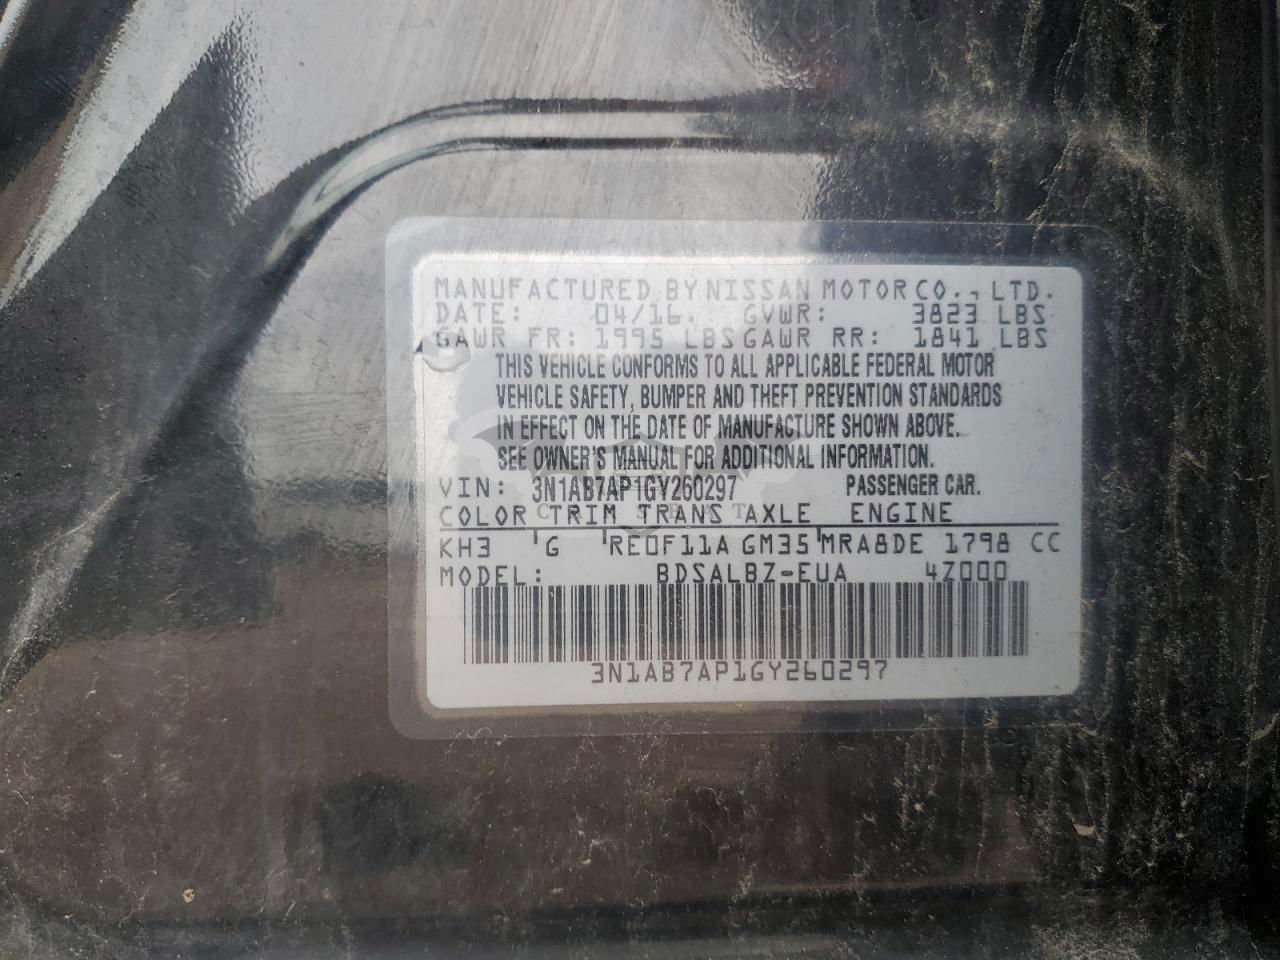 MANUFACTURED BY NISSAN MOTOR CO., LTD.
DATE: 04/16. GVWR: 3823 LBS
GAWR FR: 1995 LBS GAWR RR: 1841 LBS
THIS VEHICLE CONFORMS TO ALL APPLICABLE FEDERAL MOTOR
VEHICLE SAFETY, BUMPER AND THEFT PREVENTION STANDARDS
IN EFFECT ON THE DATE OF MANUFACTURE SHOWN ABOVE.
SEE OWNER'S MANUAL FOR ADDITIONAL INFORMATION.
VIN: 3N1AB7AP1GY260297 PASSENGER CAR.
COLOR TRIM TRANS AXLE ENGINE
KH3 'G 'RE0F11A GM35'MRA8DE 1798 CC
MODEL: BDSALBZ-EUA 4Z000
3N1AB7AP1GY260297